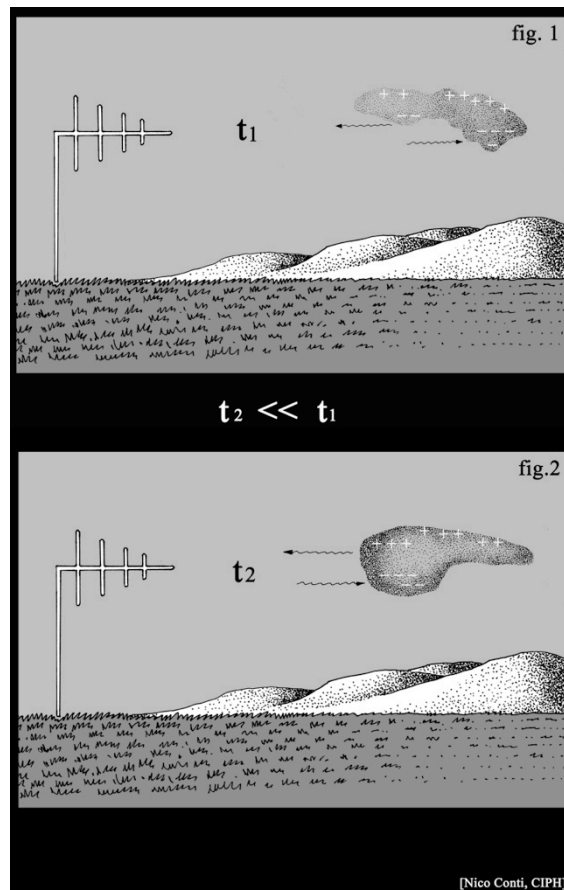 fig. 1
+ + + + + + +
t₁
t₂ << t₁
fig.2
+ + + + + + + +
t₂
[Nico Conti, CIPH]